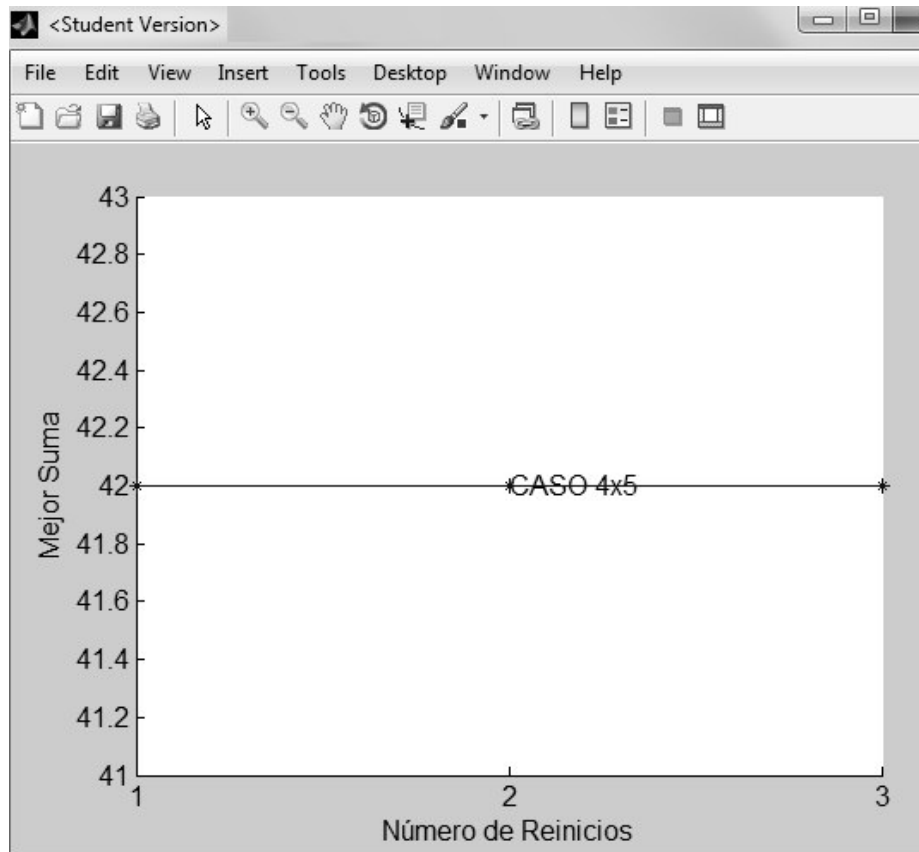 <Student Version>
File Edit View Insert Tools Desktop Window Help
43
42.8
42.6
42.4
42.2
42
41.8
41.6
41.4
41.2
41
Mejor Suma
CASO 4x5
1 2 3
Número de Reinicios